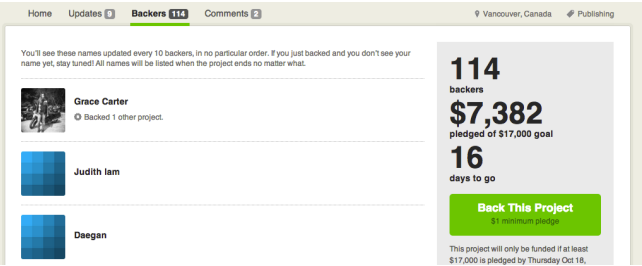 Home Updates 9 Backers 114 Comments 2 Vancouver, Canada Publishing
You'll see these names updated every 10 backers, in no particular order. If you just backed and you don't see your
name yet, stay tuned! All names will be listed when the project ends no matter what.
Grace Carter
Backed 1 other project.
Judith Iam
Daegan
114
backers
$7,382
pledged of $17,000 goal
16
days to go
Back This Project
$1 minimum pledge
This project will only be funded if at least
$17,000 is pledged by Thursday Oct 18,